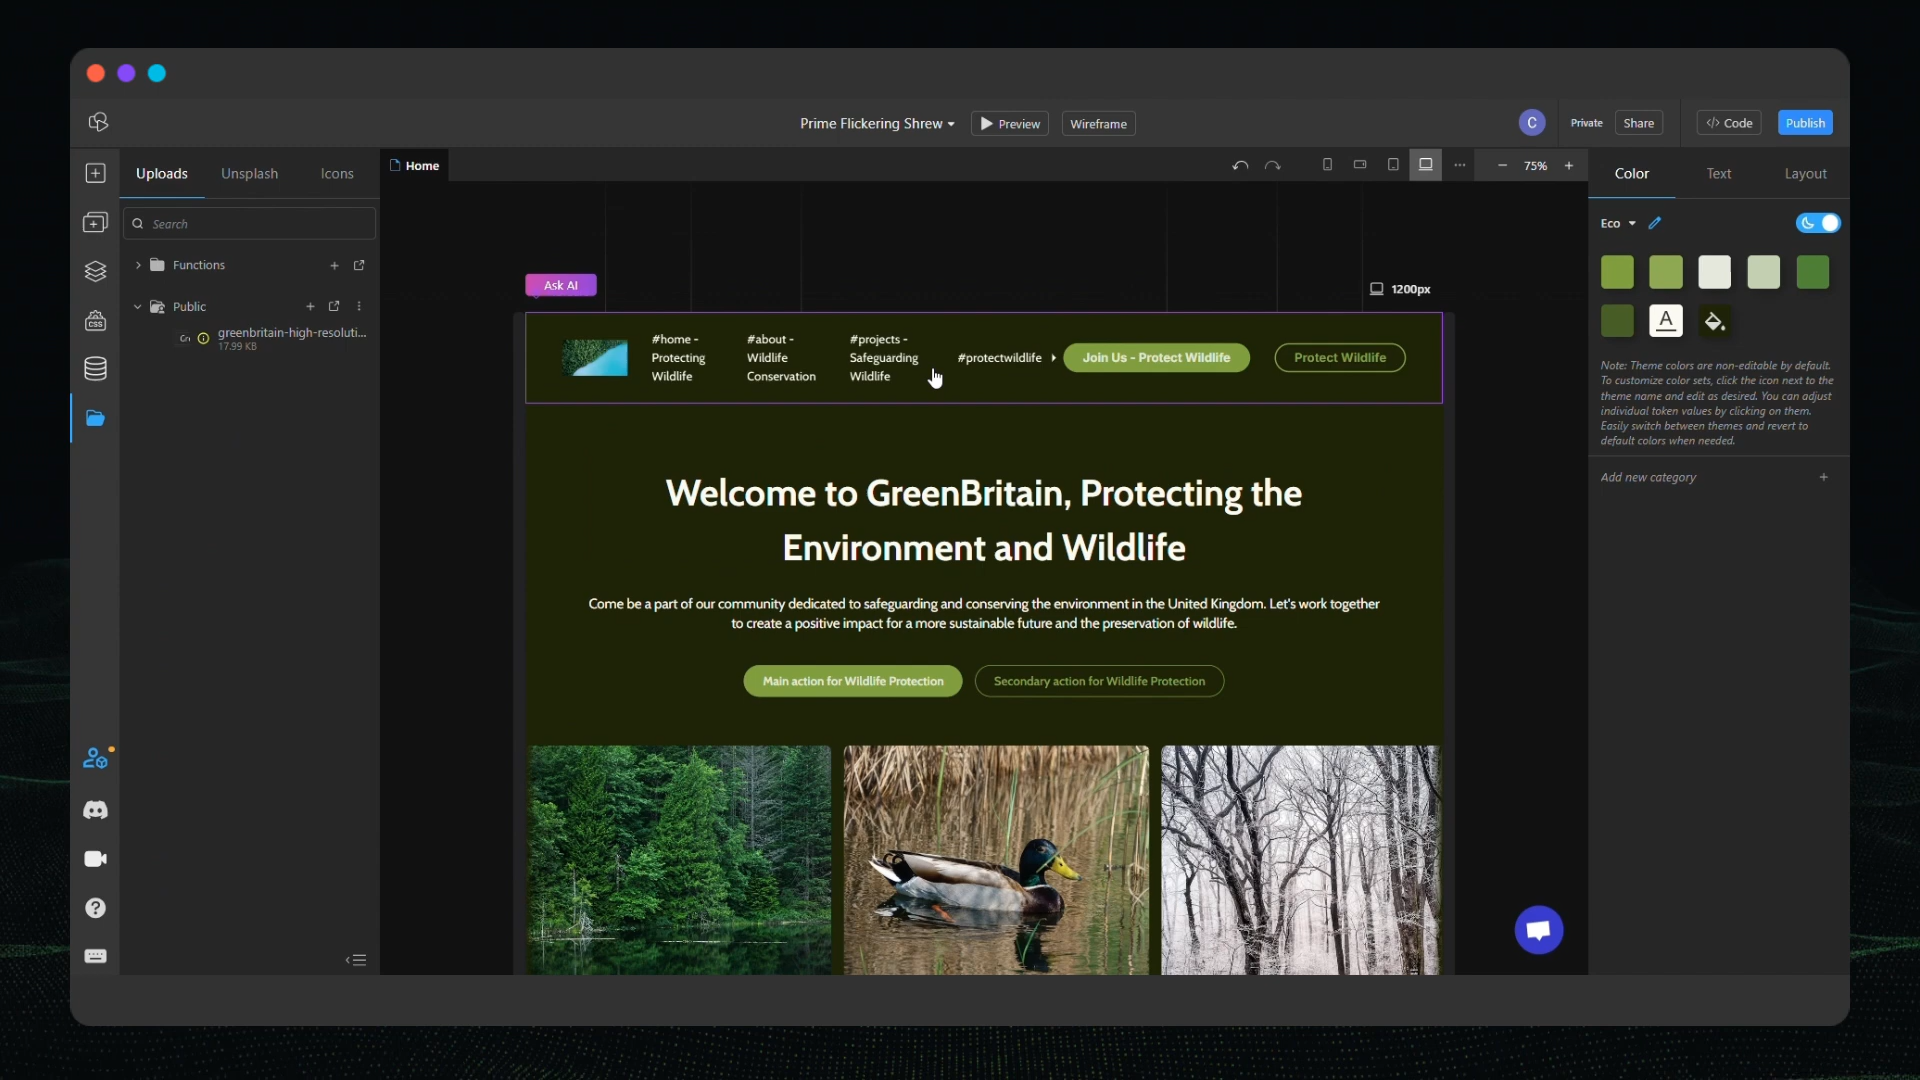 Prime Flickering Shrew
Preview
Wireframe
C
Private
Share
</> Code
Publish
Uploads
Unsplash
Icons
Home
75%
Color
Text
Layout
Search
Eco
Functions
Public
greenbritain-high-resoluti...
17.99 KB
CSS
Ask AI
1200px
#home -
Protecting
Wildlife
#about -
Wildlife
Conservation
#projects -
Safeguarding
Wildlife
#protectwildlife
Join Us - Protect Wildlife
Protect Wildlife
A
Note: Theme colors are non-editable by default.
To customize color sets, click the icon next to the
theme name and edit as desired. You can adjust
individual token values by clicking on them.
Easily switch between themes and revert to
default colors when needed.
Add new category
Welcome to GreenBritain, Protecting the
Environment and Wildlife
Come be a part of our community dedicated to safeguarding and conserving the environment in the United Kingdom. Let's work together
to create a positive impact for a more sustainable future and the preservation of wildlife.
Main action for Wildlife Protection
Secondary action for Wildlife Protection